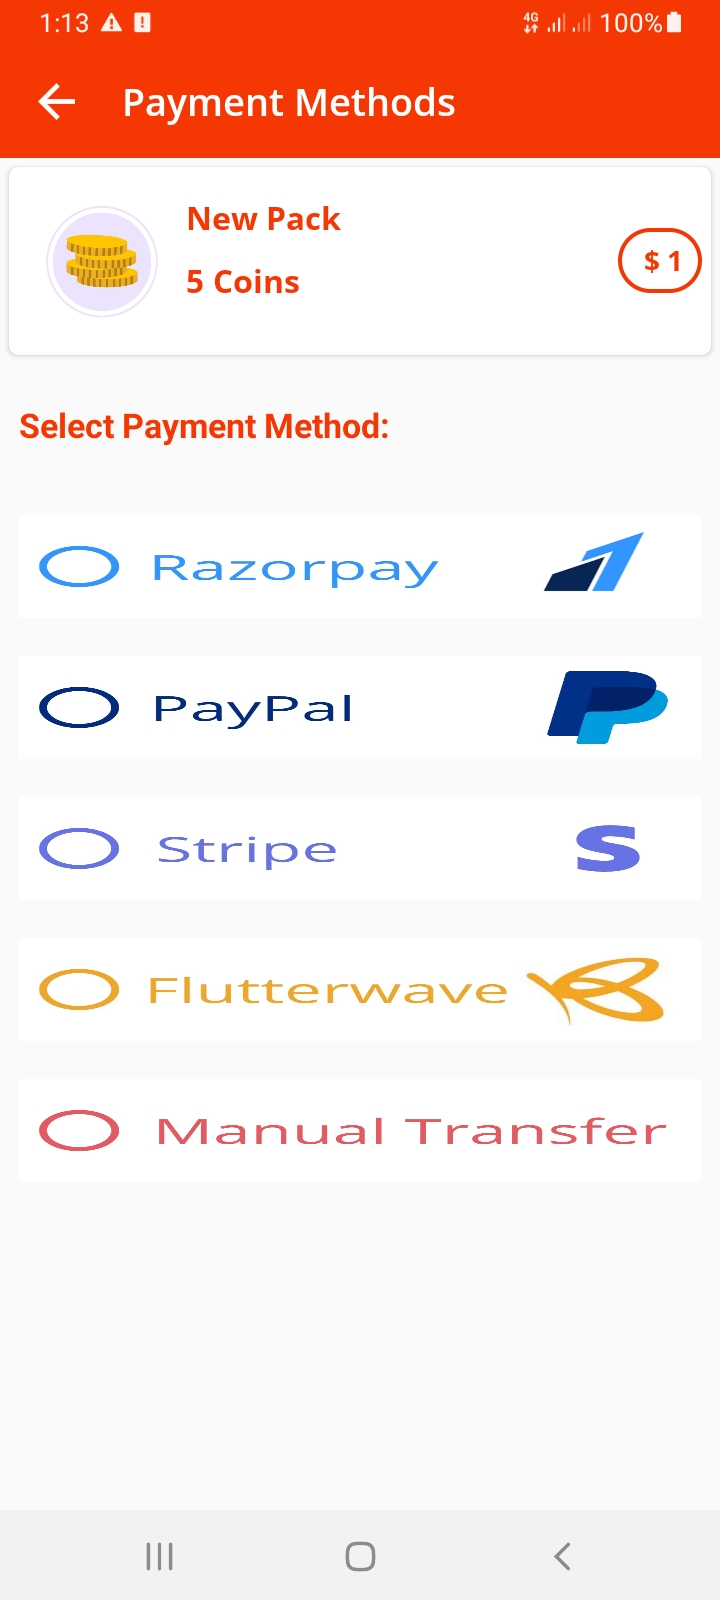 1:13 4G 100%
Payment Methods
New Pack
5 Coins
$ 1
Select Payment Method:
Razorpay
PayPal
Stripe
Flutterwave
Manual Transfer